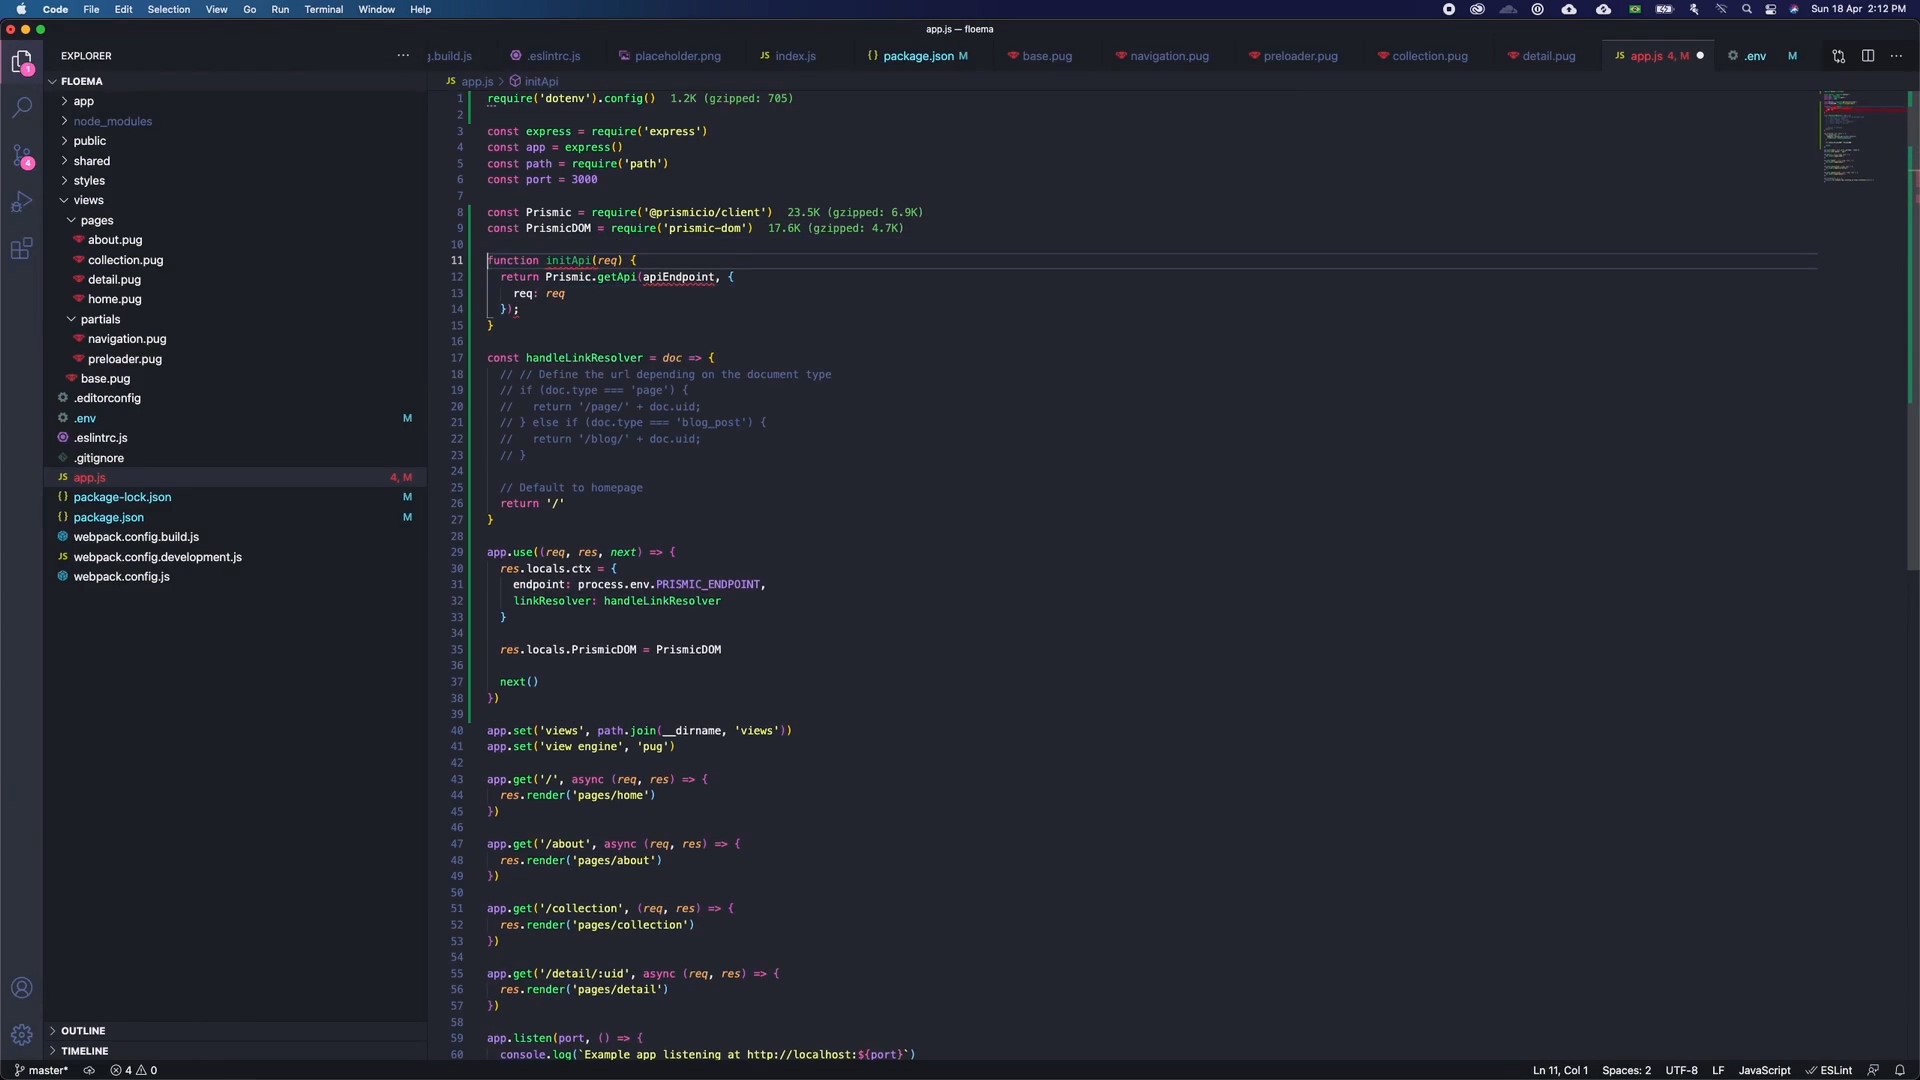 Code File Edit Selection View Go Run Terminal Window Help Sun 18 Apr 2:12 PM
app.js — floema
EXPLORER
g.build.js .eslintrc.js placeholder.png JS index.js {} package.json M base.pug navigation.pug preloader.pug collection.pug detail.pug JS app.js 4, M .env M
JS app.js > initApi
FLOEMA
app
node_modules
public
shared
styles
views
pages
about.pug
collection.pug
detail.pug
home.pug
partials
navigation.pug
preloader.pug
base.pug
.editorconfig
.env M
.eslintrc.js
.gitignore
JS app.js 4, M
{} package-lock.json M
{} package.json M
webpack.config.build.js
JS webpack.config.development.js
webpack.config.js
OUTLINE
TIMELINE
1
4
1 require('dotenv').config() 1.2K (gzipped: 705)
2
3 const express = require('express')
4 const app = express()
5 const path = require('path')
6 const port = 3000
7
8 const Prismic = require('@prismicio/client') 23.5K (gzipped: 6.9K)
9 const PrismicDOM = require('prismic-dom') 17.6K (gzipped: 4.7K)
10
11 function initApi(req) {
12 return Prismic.getApi(apiEndpoint, {
13 req: req
14 });
15 }
16
17 const handleLinkResolver = doc => {
18 // // Define the url depending on the document type
19 // if (doc.type === 'page') {
20 // return '/page/' + doc.uid;
21 // } else if (doc.type === 'blog_post') {
22 // return '/blog/' + doc.uid;
23 // }
24
25 // Default to homepage
26 return '/'
27 }
28
29 app.use((req, res, next) => {
30 res.locals.ctx = {
31 endpoint: process.env.PRISMIC_ENDPOINT,
32 linkResolver: handleLinkResolver
33 }
34
35 res.locals.PrismicDOM = PrismicDOM
36
37 next()
38 })
39
40 app.set('views', path.join(__dirname, 'views'))
41 app.set('view engine', 'pug')
42
43 app.get('/', async (req, res) => {
44 res.render('pages/home')
45 })
46
47 app.get('/about', async (req, res) => {
48 res.render('pages/about')
49 })
50
51 app.get('/collection', (req, res) => {
52 res.render('pages/collection')
53 })
54
55 app.get('/detail/:uid', async (req, res) => {
56 res.render('pages/detail')
57 })
58
59 app.listen(port, () => {
60 console.log(`Example app listening at http://localhost:${port}`)
master* 4 0 Ln 11, Col 1 Spaces: 2 UTF-8 LF JavaScript ESLint